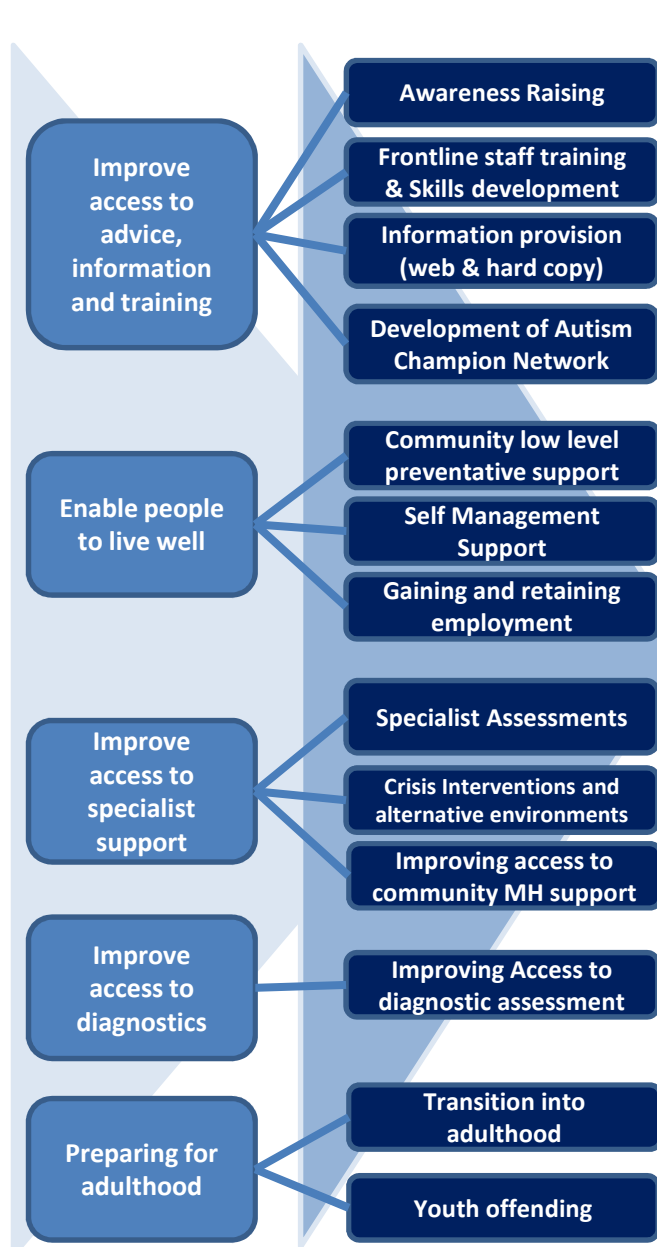 Improve
access to
advice,
information
and training
Awareness Raising
Frontline staff training
& Skills development
Information provision
(web & hard copy)
Development of Autism
Champion Network
Enable people
to live well
Community low level
preventative support
Self Management
Support
Gaining and retaining
employment
Improve
access to
specialist
support
Specialist Assessments
Crisis Interventions and
alternative environments
Improving access to
community MH support
Improve
access to
diagnostics
Improving Access to
diagnostic assessment
Preparing for
adulthood
Transition into
adulthood
Youth offending